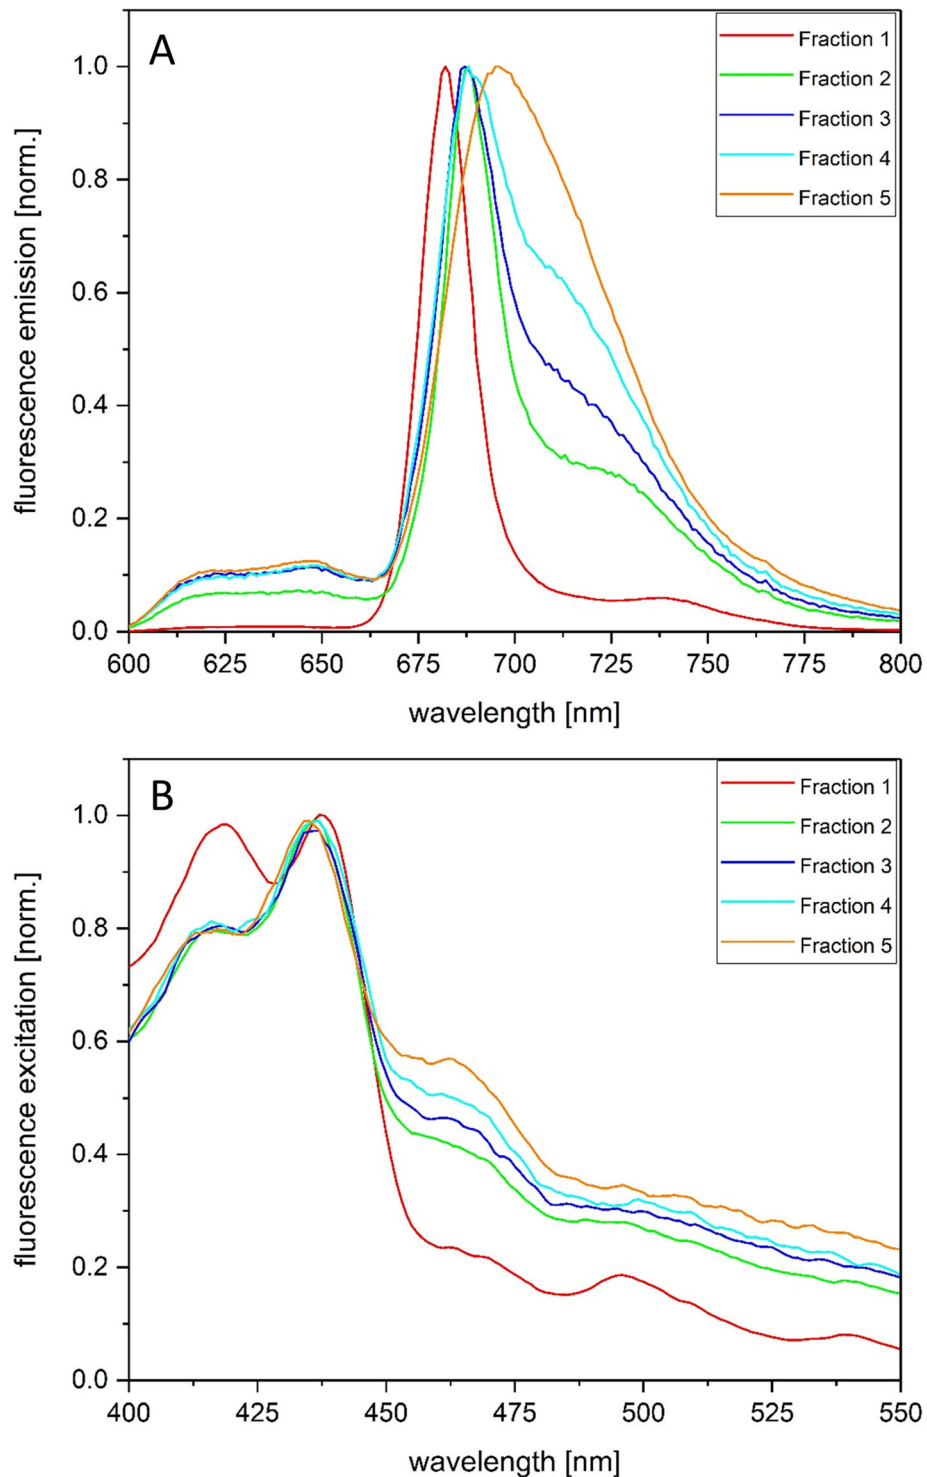 A
Fraction 1
Fraction 2
Fraction 3
Fraction 4
Fraction 5
fluorescence emission [norm.]
1.0
0.8
0.6
0.4
0.2
0.0
600 625 650 675 700 725 750 775 800
wavelength [nm]
B
Fraction 1
Fraction 2
Fraction 3
Fraction 4
Fraction 5
fluorescence excitation [norm.]
1.0
0.8
0.6
0.4
0.2
0.0
400 425 450 475 500 525 550
wavelength [nm]